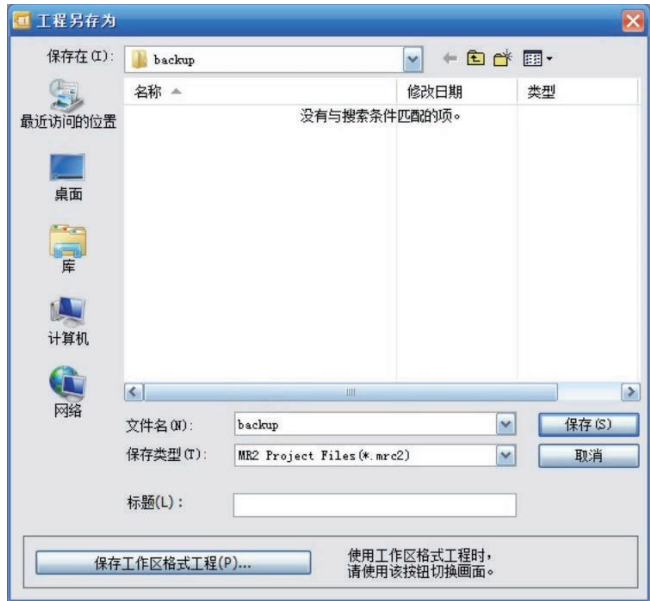 工程另存为
保存在(I):
backup
名称
修改日期
类型
没有与搜索条件匹配的项。
最近访问的位置
桌面
库
计算机
网络
文件名(N):
backup
保存(S)
保存类型(T):
MR2 Project Files(*.mrc2)
取消
标题(L):
保存工作区格式工程(P)...
使用工作区格式工程时，
请使用该按钮切换画面。